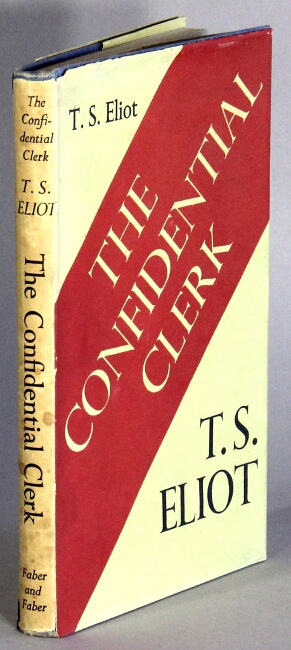 The
Confi-
dential
Clerk
T. S.
ELIOT
The Confidential Clerk
Faber
and
Faber
T. S. Eliot
THE
CONFIDENTIAL
CLERK
T. S.
ELIOT